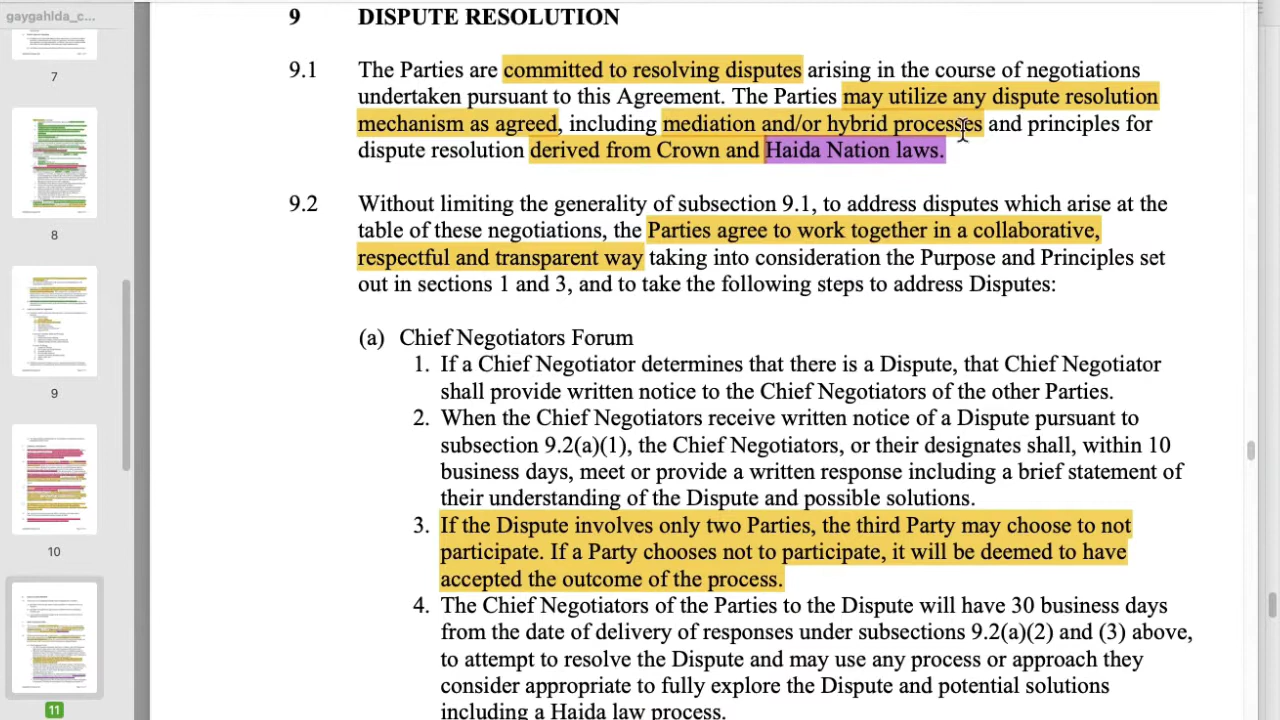 gaygahlda_c...
7
8
9
10
11
9 DISPUTE RESOLUTION
9.1 The Parties are committed to resolving disputes arising in the course of negotiations
undertaken pursuant to this Agreement. The Parties may utilize any dispute resolution
mechanism as agreed, including mediation and/or hybrid processes and principles for
dispute resolution derived from Crown and Haida Nation laws.
9.2 Without limiting the generality of subsection 9.1, to address disputes which arise at the
table of these negotiations, the Parties agree to work together in a collaborative,
respectful and transparent way taking into consideration the Purpose and Principles set
out in sections 1 and 3, and to take the following steps to address Disputes:
(a) Chief Negotiators Forum
1. If a Chief Negotiator determines that there is a Dispute, that Chief Negotiator
shall provide written notice to the Chief Negotiators of the other Parties.
2. When the Chief Negotiators receive written notice of a Dispute pursuant to
subsection 9.2(a)(1), the Chief Negotiators, or their designates shall, within 10
business days, meet or provide a written response including a brief statement of
their understanding of the Dispute and possible solutions.
3. If the Dispute involves only two Parties, the third Party may choose to not
participate. If a Party chooses not to participate, it will be deemed to have
accepted the outcome of the process.
4. The Chief Negotiators of the Parties to the Dispute will have 30 business days
from the date of delivery of responses under subsections 9.2(a)(2) and (3) above,
to attempt to resolve the Dispute and may use any process or approach they
consider appropriate to fully explore the Dispute and potential solutions
including a Haida law process.